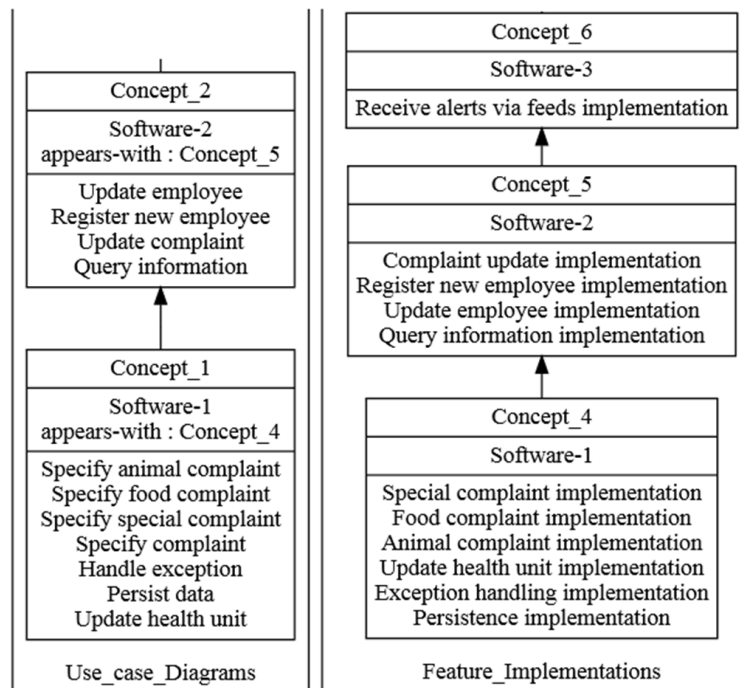 Concept_2
Software-2
appears-with : Concept_5
Update employee
Register new employee
Update complaint
Query information
Concept_1
Software-1
appears-with : Concept_4
Specify animal complaint
Specify food complaint
Specify special complaint
Specify complaint
Handle exception
Persist data
Update health unit
Use_case_Diagrams
Concept_6
Software-3
Receive alerts via feeds implementation
Concept_5
Software-2
Complaint update implementation
Register new employee implementation
Update employee implementation
Query information implementation
Concept_4
Software-1
Special complaint implementation
Food complaint implementation
Animal complaint implementation
Update health unit implementation
Exception handling implementation
Persistence implementation
Feature_Implementations